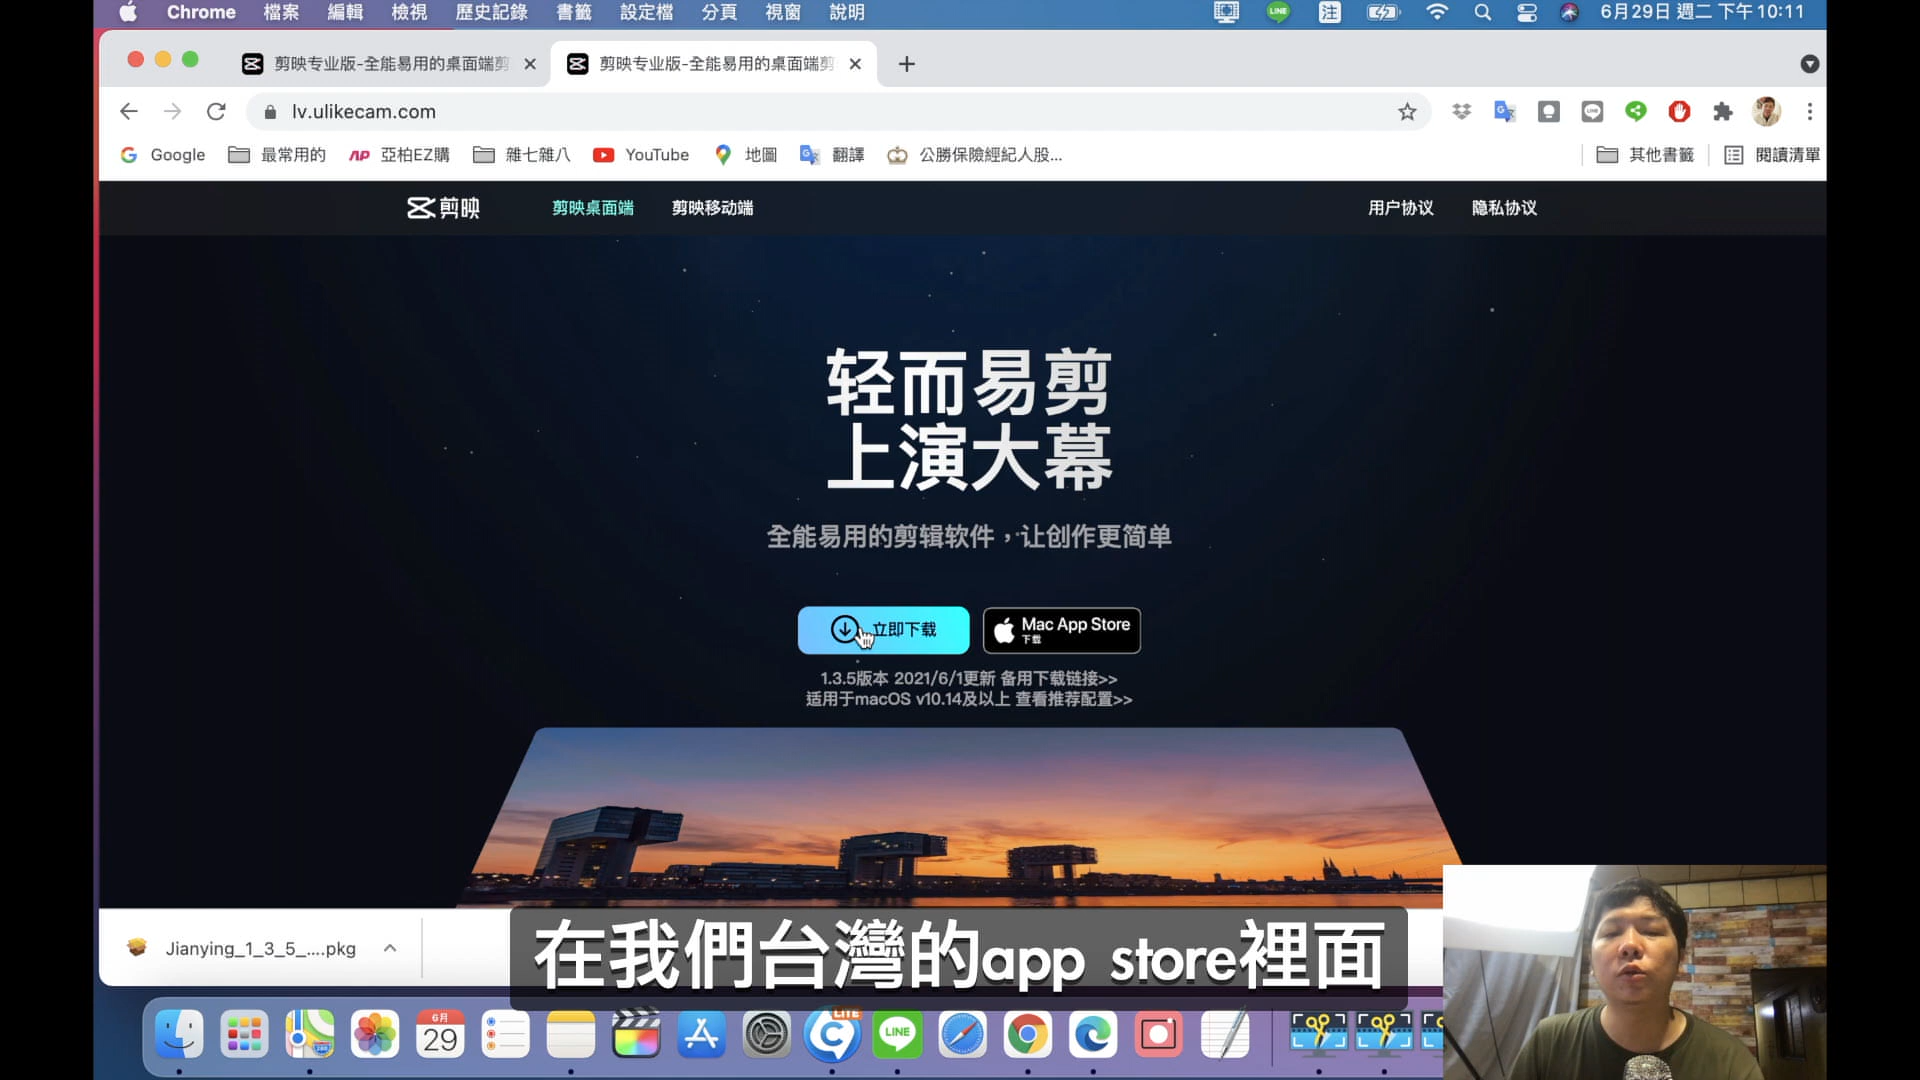 Chrome 檔案 編輯 檢視 歷史記錄 書籤 設定檔 分頁 視窗 說明 LINE 注 6月29日 週二 下午10:11
剪映专业版-全能易用的桌面端剪 剪映专业版-全能易用的桌面端剪
lv.ulikecam.com
Google 最常用的 AP 亞柏EZ購 雜七雜八 YouTube 地圖 翻譯 公勝保險經紀人股... 其他書籤 閱讀清單
剪映 剪映桌面端 剪映移动端 用户协议 隐私协议
轻而易剪
上演大幕
全能易用的剪辑软件，让创作更简单
立即下载 Mac App Store
下载
1.3.5版本 2021/6/1更新 备用下载链接>>
适用于macOS v10.14及以上 查看推荐配置>>
Jianying_1_3_5_....pkg
在我們台灣的app store裡面
6月
29
LITE
LINE